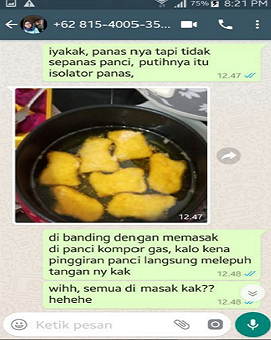 75% 8:21 PM
+62 815-4005-35...
iyakak, panas nya tapi tidak
sepanas panci, putihnya itu
isolator panas,
12.47
12.47
di banding dengan memasak
di panci kompor gas, kalo kena
pinggiran panci langsung melepuh
tangan ny kak
12.48
wihh, semua di masak kak??
hehehe
12.48
Ketik pesan